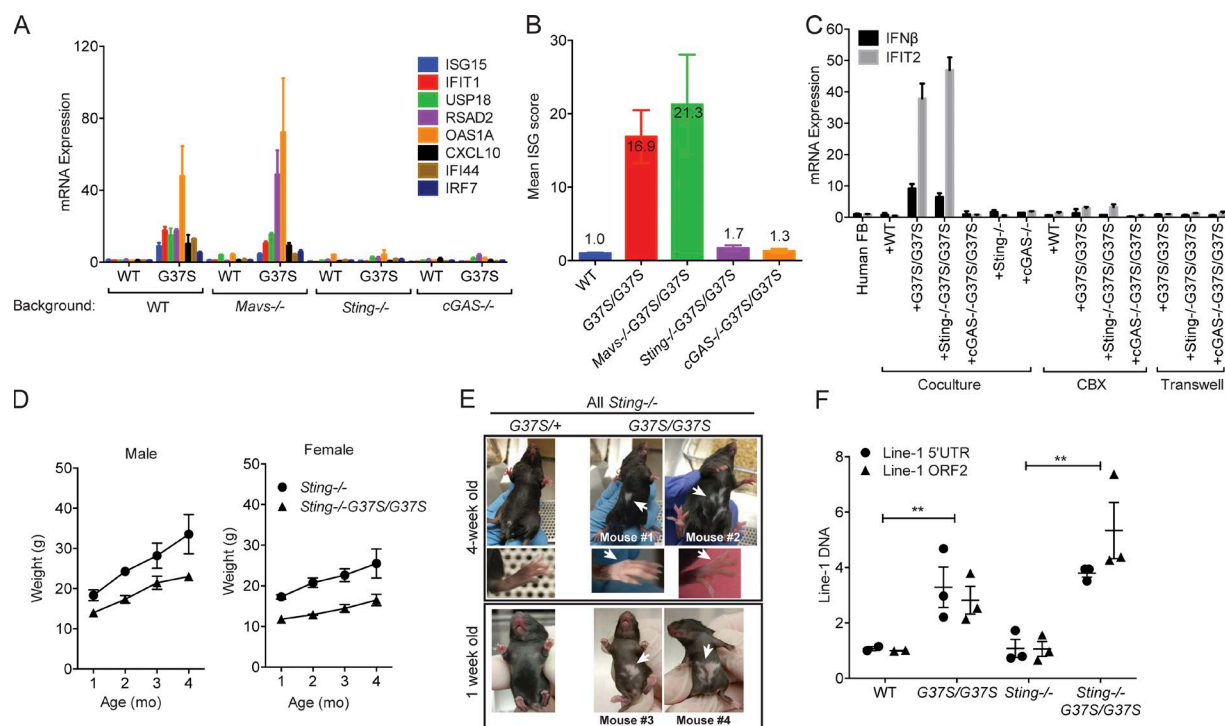 A
mRNA Expression
120
80
40
0
ISG15
IFIT1
USP18
RSAD2
OAS1A
CXCL10
IFI44
IRF7
WT G37S WT G37S WT G37S WT G37S
Background: WT Mavs-/- Sting-/- cGAS-/-
B
Mean ISG score
30
20
10
0
1.0
16.9
21.3
1.7
1.3
WT
G37S/G37S
Mavs-/-G37S/G37S
Sting-/-G37S/G37S
cGAS-/-G37S/G37S
C
mRNA Expression
60
50
40
30
20
10
0
IFNβ
IFIT2
Human FB
+WT
+G37S/G37S
+Sting-/-G37S/G37S
+cGAS-/-G37S/G37S
+Sting-/-
+cGAS-/-
+WT
+G37S/G37S
+Sting-/-G37S/G37S
+cGAS-/-G37S/G37S
+G37S/G37S
+Sting-/-G37S/G37S
+cGAS-/-G37S/G37S
Coculture CBX Transwell
D
Male
Weight (g)
50
40
30
20
10
0
1 2 3 4
Age (mo)
Female
Weight (g)
50
40
30
20
10
0
Sting-/-
Sting-/-G37S/G37S
1 2 3 4
Age (mo)
E
All Sting-/-
G37S/+ G37S/G37S
4-week old
Mouse #1 Mouse #2
1 week old
Mouse #3 Mouse #4
F
Line-1 DNA
8
6
4
2
0
Line-1 5'UTR
Line-1 ORF2
**
**
WT G37S/G37S Sting-/- Sting-/-
G37S/G37S